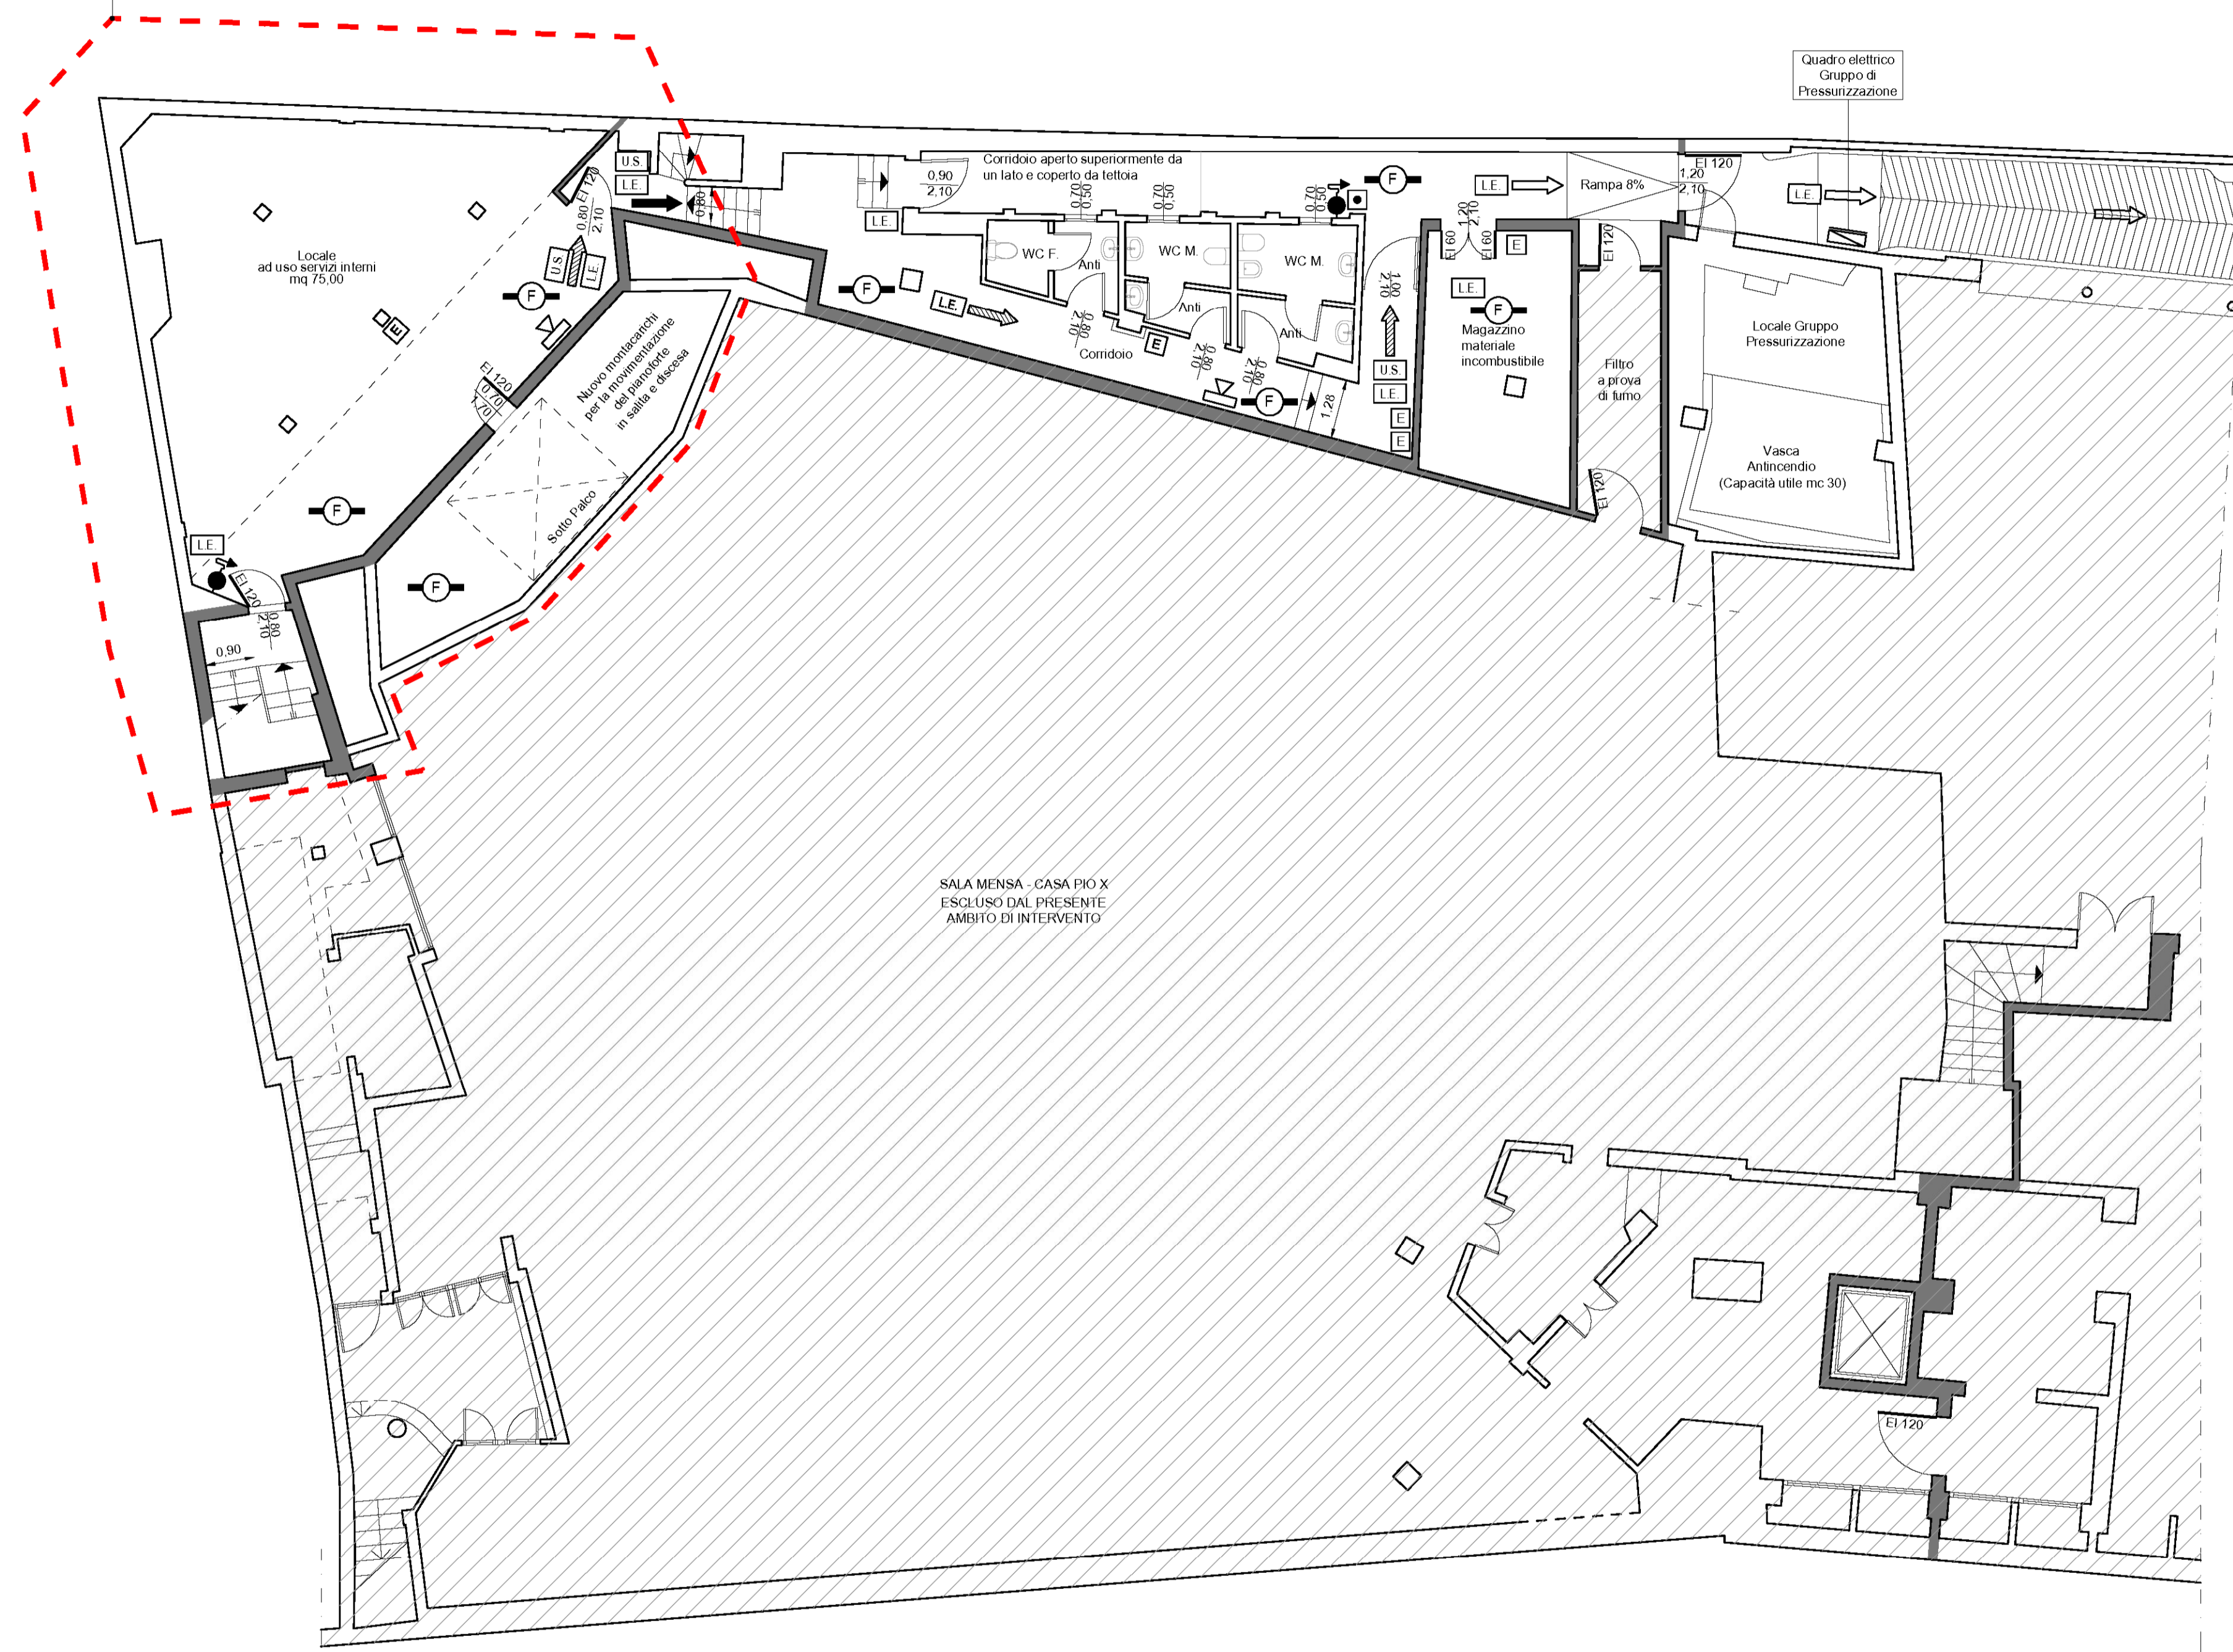 Quadro elettrico
Gruppo di
Pressurizzazione
U.S.
L.E.
EI 120
0,80
2,10
0,80
Corridoio aperto superiormente da
un lato e coperto da tettoia
0,90
2,10
L.E.
0,70
0,50
0,70
0,50
0,70
0,50
F
L.E.
Rampa 8%
EI 120
1,20
2,10
L.E.
Locale
ad uso servizi interni
mq 75,00
U.S.
L.E.
F
E
F
L.E.
WC F.
Anti
WC M.
Anti
WC M.
Anti
0,80
2,10
Corridoio
E
0,80
2,10
0,80
2,10
F
1,28
1,00
2,10
U.S.
L.E.
E
E
EI 60
1,20
2,10
EI 60
E
L.E.
F
Magazzino
materiale
incombustibile
EI 120
Filtro
a prova
di fumo
EI 120
Locale Gruppo
Pressurizzazione
Vasca
Antincendio
(Capacità utile mc 30)
Nuovo montacarichi
per la movimentazione
del pianoforte
in salita e discesa
EI 120
0,70
1,70
Sotto Palco
F
F
L.E.
EI 120
0,80
2,10
0,90
SALA MENSA - CASA PIO X
ESCLUSO DAL PRESENTE
AMBITO DI INTERVENTO
EI 120